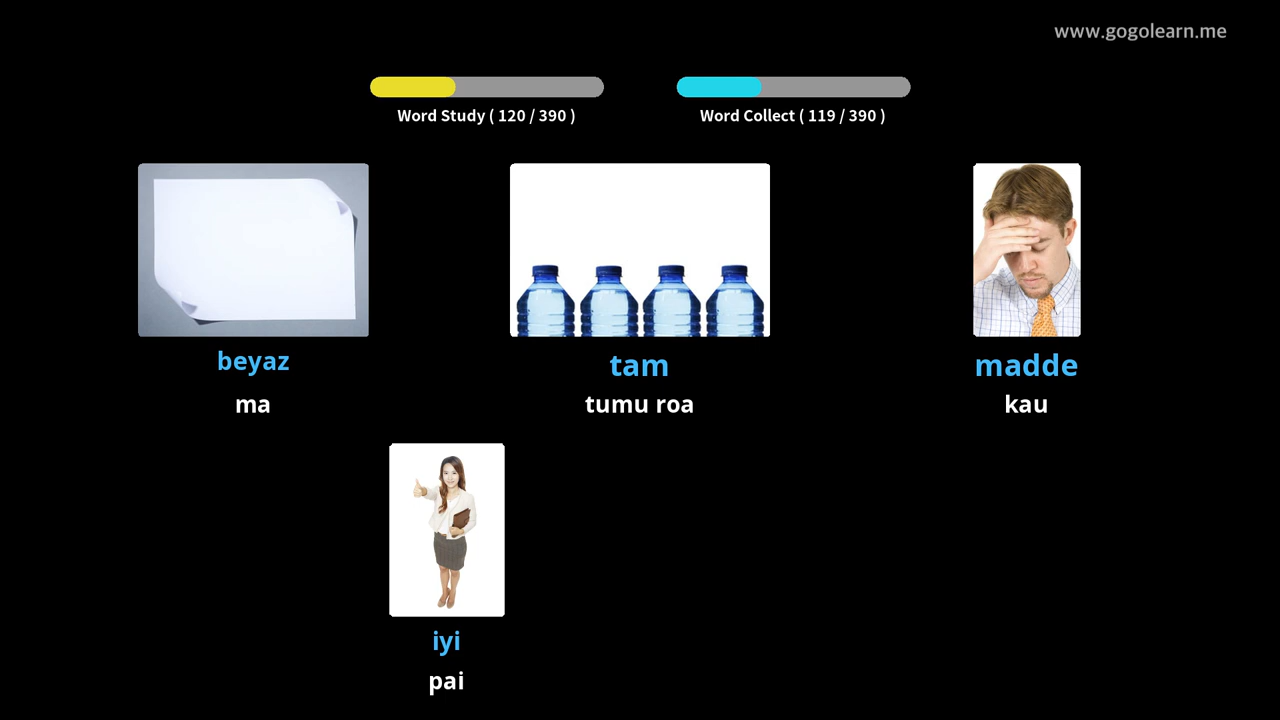 www.gogolearn.me
Word Study ( 120 / 390 )
Word Collect ( 119 / 390 )
beyaz
ma
tam
tumu roa
madde
kau
iyi
pai